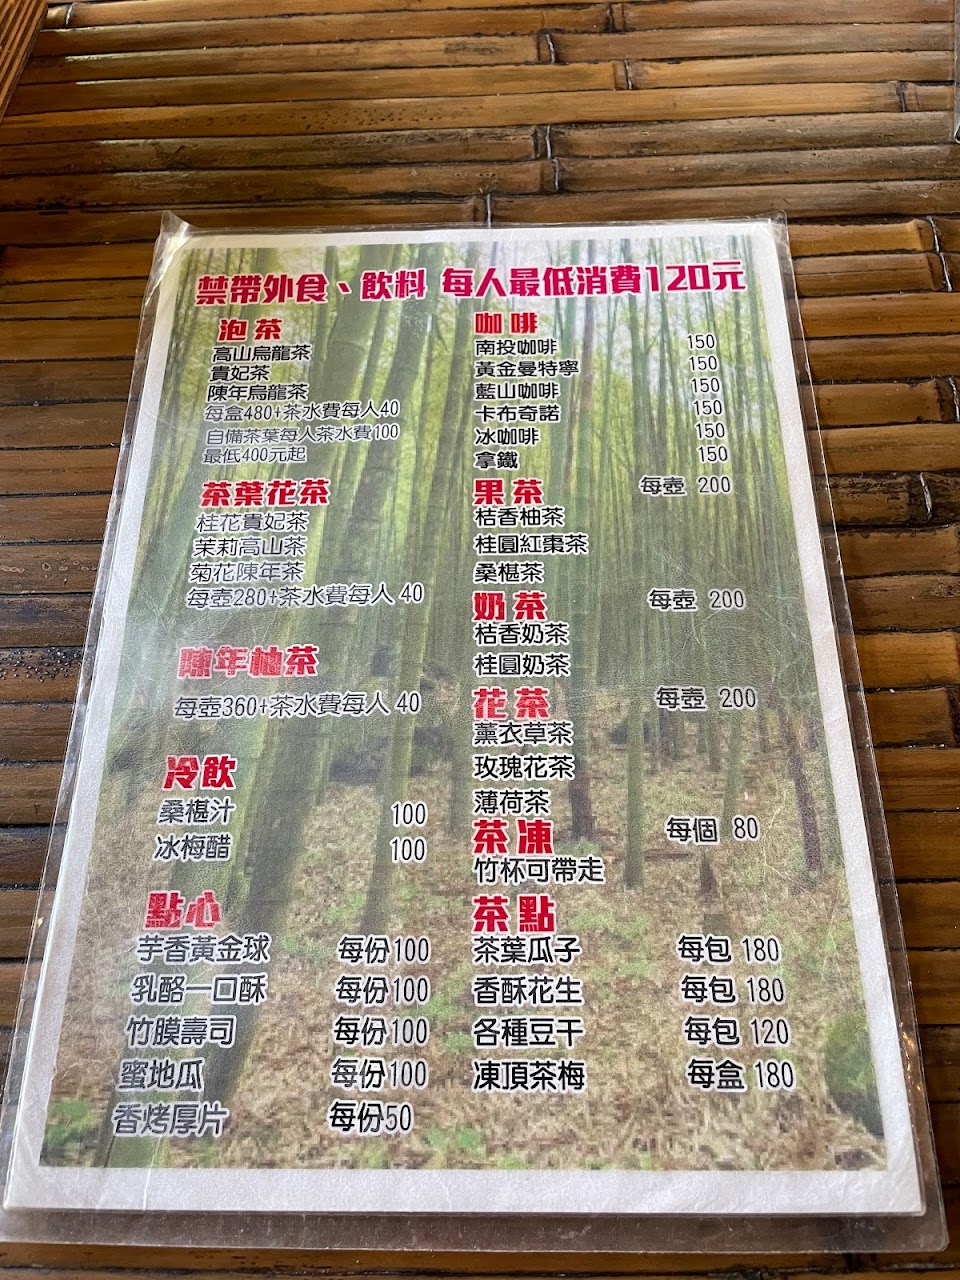 禁帶外食、飲料 每人最低消費120元
泡茶
高山烏龍茶
貴妃茶
陳年烏龍茶
每盒480+茶水費每人40
自備茶葉每人茶水費100
最低400元起
茶葉花茶
桂花貴妃茶
茉莉高山茶
菊花陳年茶
每壺280+茶水費每人 40
陳年柚茶
每壺360+茶水費每人 40
冷飲
桑椹汁 100
冰梅醋 100
點心
芋香黃金球 每份100
乳酪一口酥 每份100
竹膜壽司 每份100
蜜地瓜 每份100
香烤厚片 每份50
咖啡
南投咖啡 150
黃金曼特寧 150
藍山咖啡 150
卡布奇諾 150
冰咖啡 150
拿鐵 150
果茶 每壺 200
桔香柚茶
桂圓紅棗茶
桑椹茶
奶茶 每壺 200
桔香奶茶
桂圓奶茶
花茶 每壺 200
薰衣草茶
玫瑰花茶
薄荷茶
茶凍 每個 80
竹杯可帶走
茶點
茶葉瓜子 每包 180
香酥花生 每包 180
各種豆干 每包 120
凍頂茶梅 每盒 180